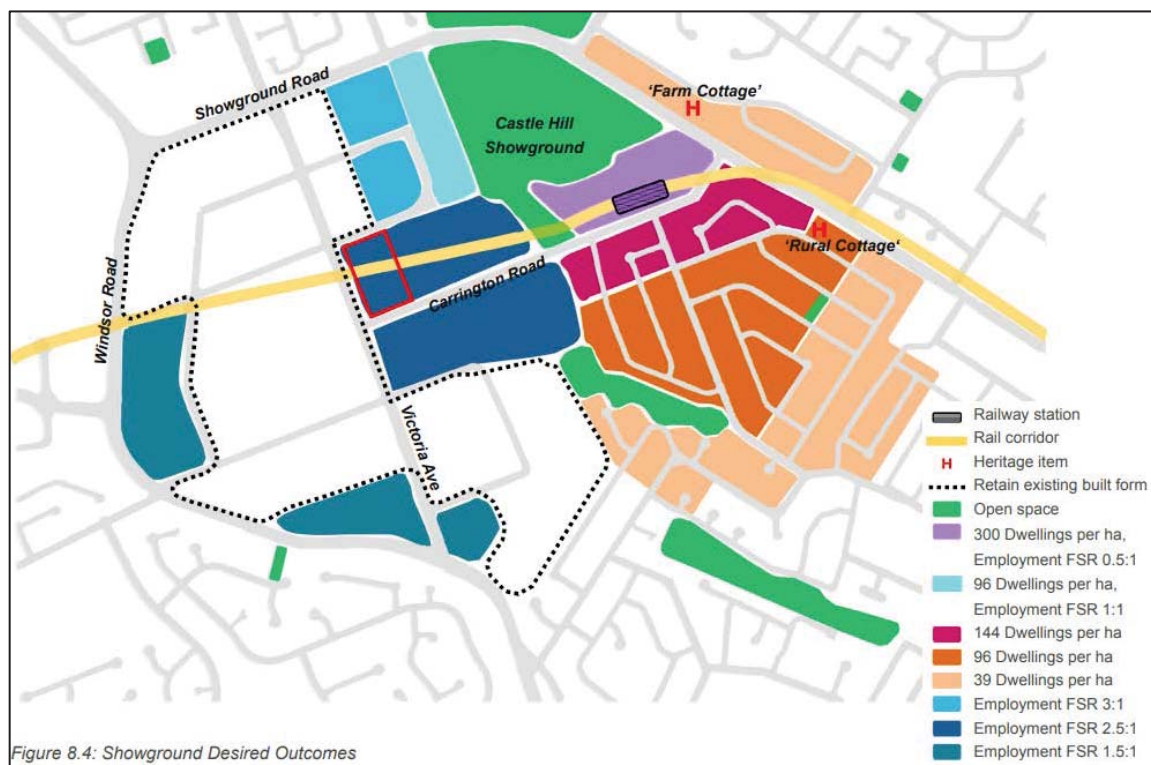 Showground Road
'Farm Cottage'
H
Castle Hill
Showground
H
'Rural Cottage'
Windsor Road
Carrington Road
Victoria Ave
Railway station
Rail corridor
H Heritage item
Retain existing built form
Open space
300 Dwellings per ha,
Employment FSR 0.5:1
96 Dwellings per ha,
Employment FSR 1:1
144 Dwellings per ha
96 Dwellings per ha
39 Dwellings per ha
Employment FSR 3:1
Employment FSR 2.5:1
Employment FSR 1.5:1
Figure 8.4: Showground Desired Outcomes